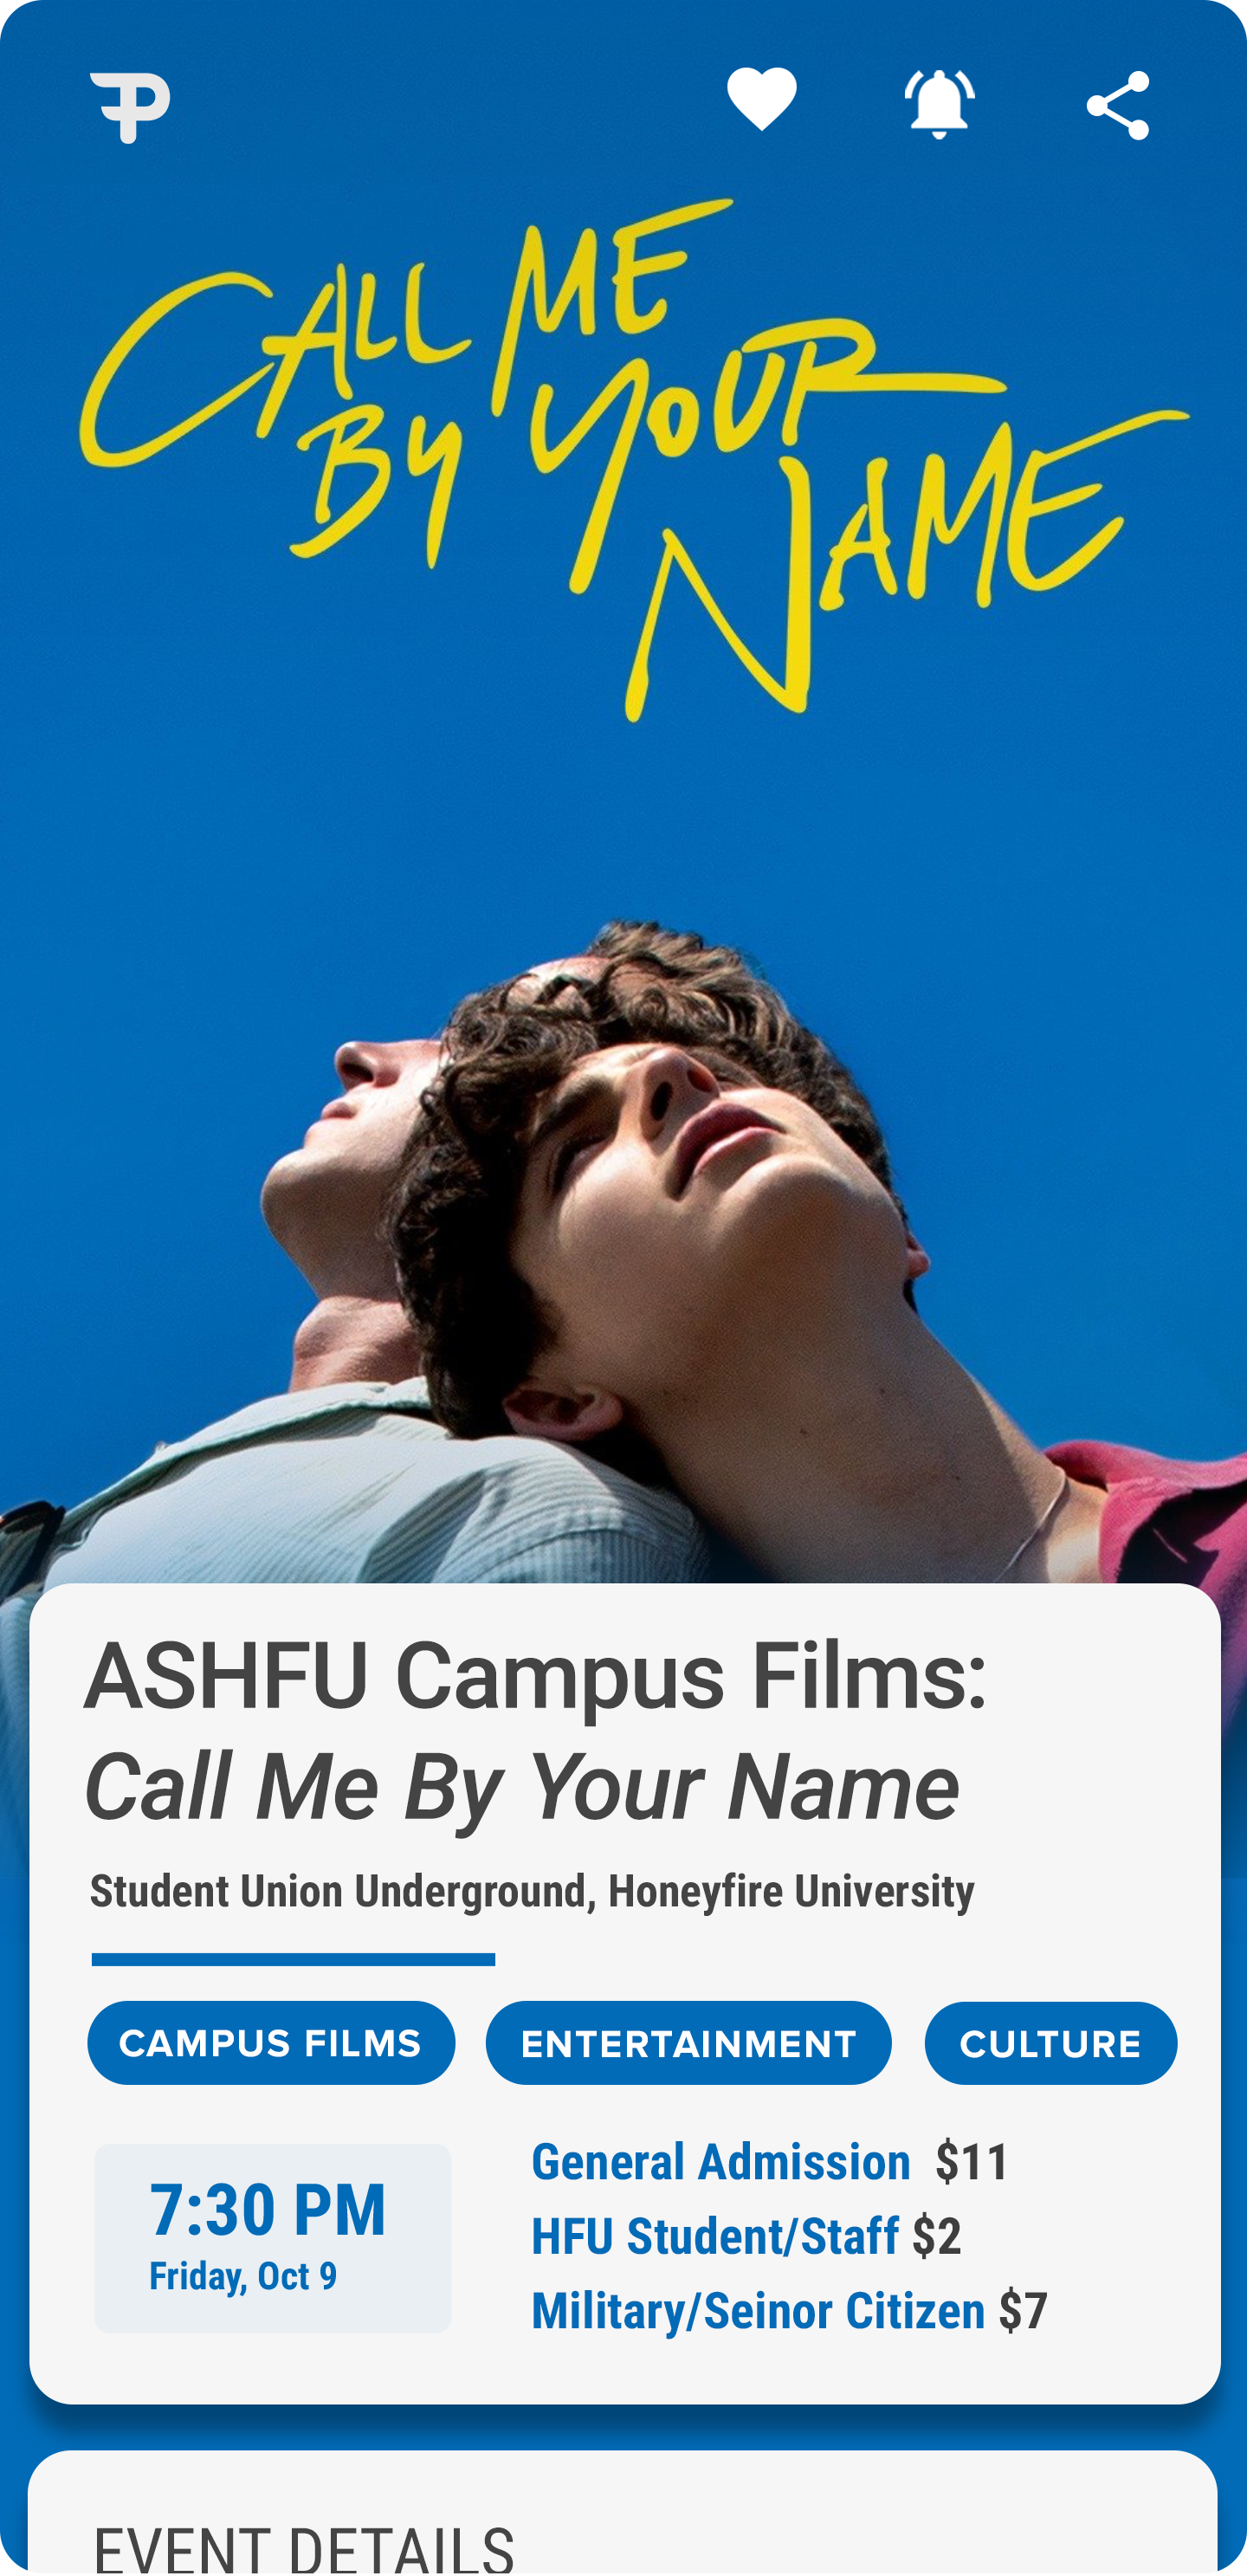 CALL ME
BY YOUR
NAME
ASHFU Campus Films:
Call Me By Your Name
Student Union Underground, Honeyfire University
CAMPUS FILMS ENTERTAINMENT CULTURE
7:30 PM
Friday, Oct 9
General Admission $11
HFU Student/Staff $2
Military/Seinor Citizen $7
EVENT DETAILS